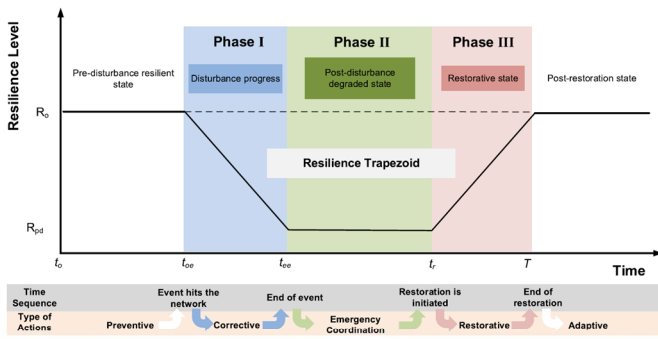 Resilience Level
Phase I
Phase II
Phase III
Pre-disturbance resilient
state
Disturbance progress
Post-disturbance
degraded state
Restorative state
Post-restoration state
Ro
Resilience Trapezoid
Rpd
to
toe
tee
tr
T
Time
Time
Sequence
Event hits the
network
End of event
Restoration is
initiated
End of
restoration
Type of
Actions
Preventive
Corrective
Emergency
Coordination
Restorative
Adaptive